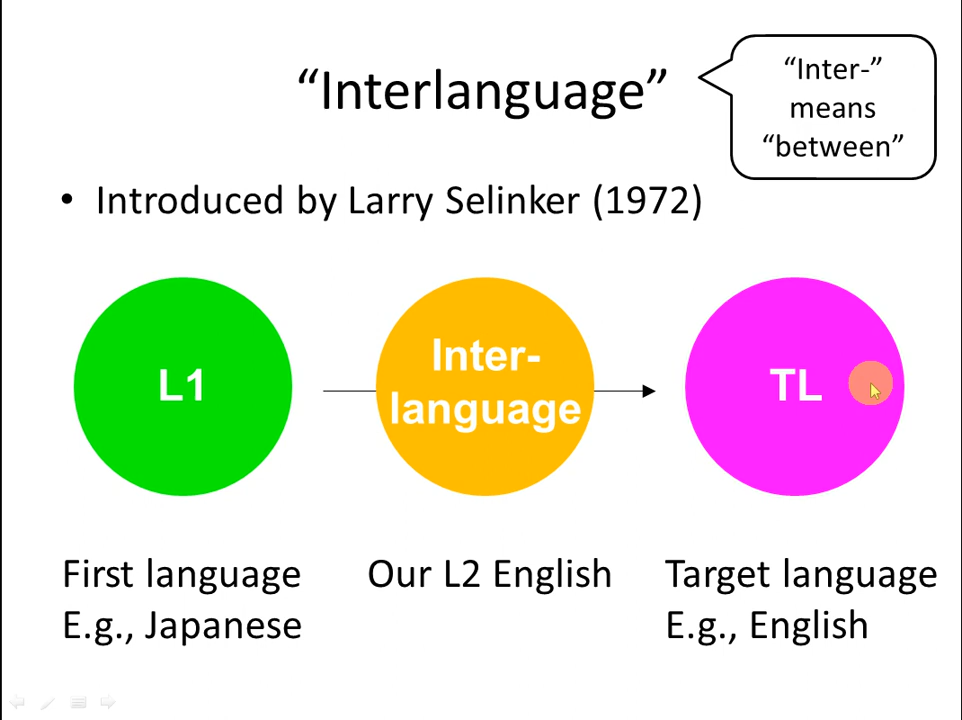 “Interlanguage”
“Inter-”
means
“between”
• Introduced by Larry Selinker (1972)
L1
Inter-
language
TL
First language
E.g., Japanese
Our L2 English
Target language
E.g., English